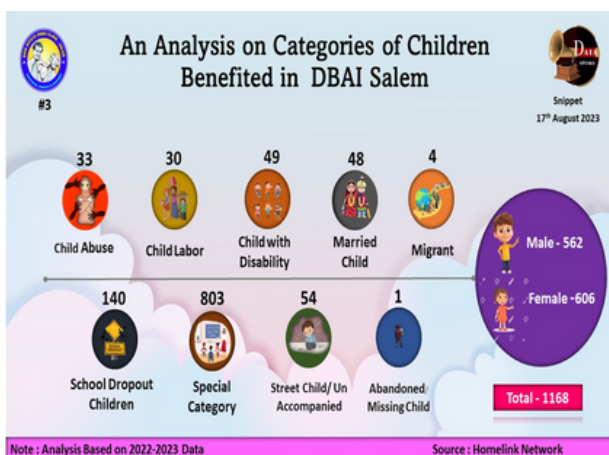 An Analysis on Categories of Children
Benefited in DBAI Salem
#3
DATA
Snippet
17th August 2023
33
Child Abuse
30
Child Labor
49
Child with
Disability
48
Married
Child
4
Migrant
140
School Dropout
Children
803
Special
Category
54
Street Child/ Un
Accompanied
1
Abandoned/
Missing Child
Male - 562
Female -606
Total - 1168
Note : Analysis Based on 2022-2023 Data
Source : Homelink Network